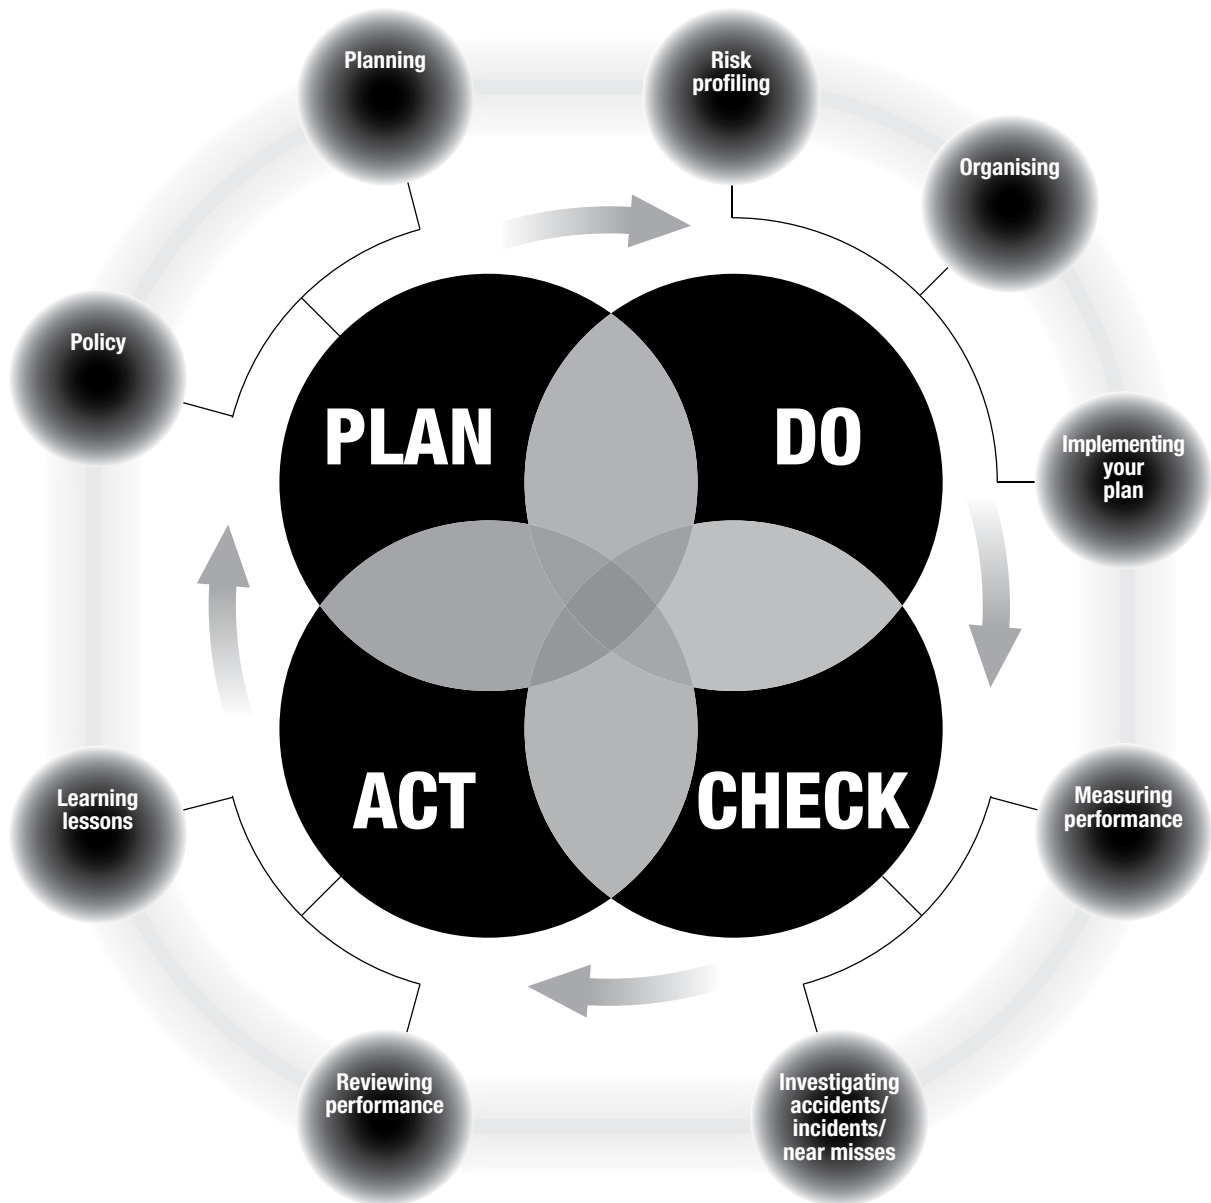 Planning
Risk
profiling
Organising
Policy
PLAN
DO
Implementing
your
plan
Learning
lessons
ACT
CHECK
Measuring
performance
Reviewing
performance
Investigating
accidents/
incidents/
near misses